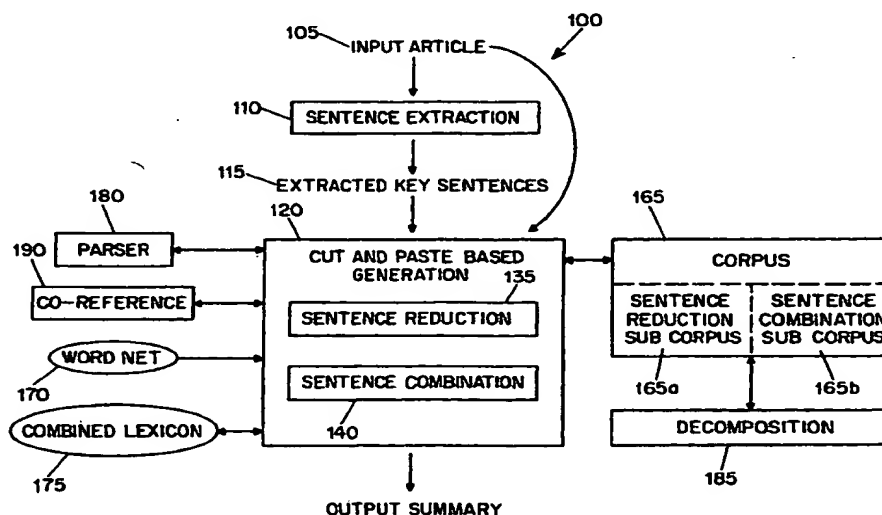 100
105 INPUT ARTICLE
110 SENTENCE EXTRACTION
115 EXTRACTED KEY SENTENCES
180
PARSER
190
CO-REFERENCE
WORD NET
170
COMBINED LEXICON
175
120
CUT AND PASTE BASED
GENERATION
135
SENTENCE REDUCTION
SENTENCE COMBINATION
140
OUTPUT SUMMARY
165
CORPUS
SENTENCE
REDUCTION
SUB CORPUS
SENTENCE
COMBINATION
SUB CORPUS
165a
165b
DECOMPOSITION
185